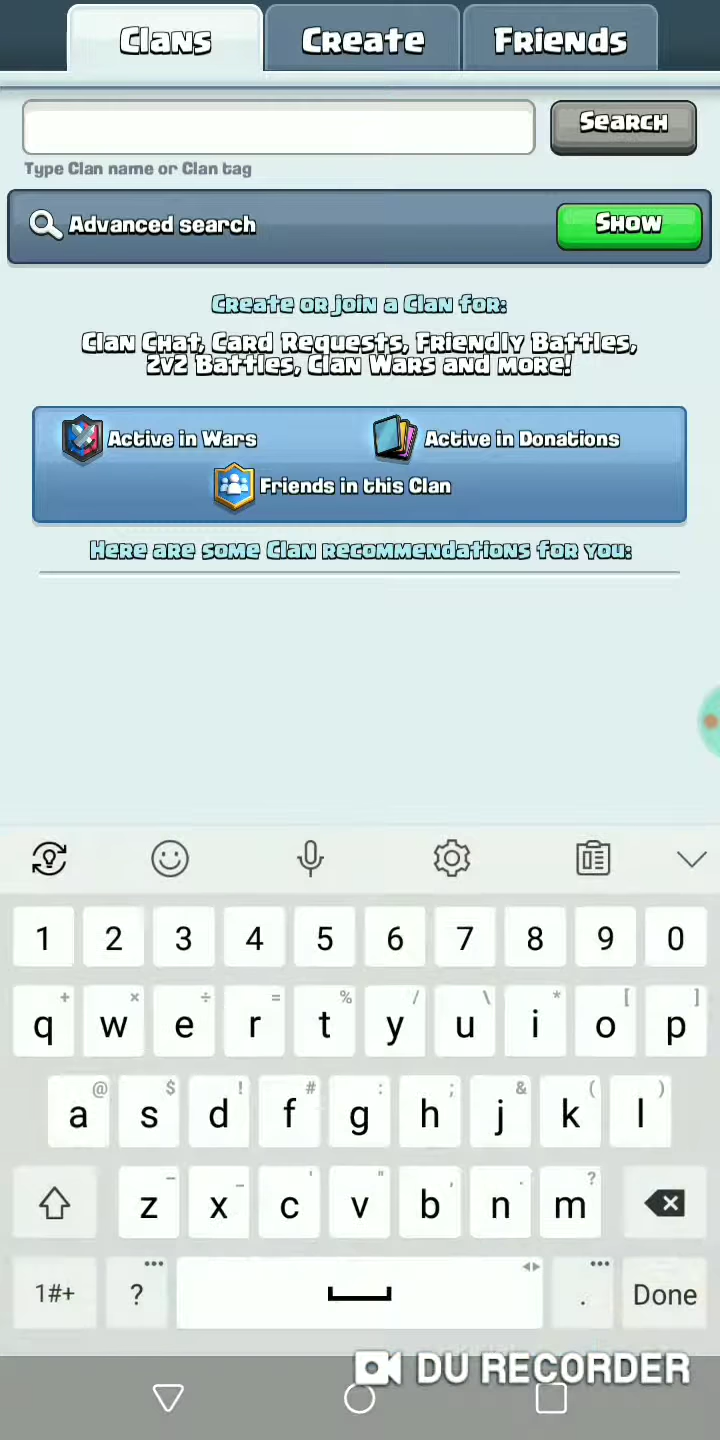 Clans Create Friends
Search
Type Clan name or Clan tag
Advanced search Show
Create or join a Clan for:
Clan Chat, Card Requests, Friendly Battles,
2v2 Battles, Clan Wars and more!
Active in Wars Active in Donations
Friends in this Clan
Here are some Clan recommendations for you:
1 2 3 4 5 6 7 8 9 0
+ × ÷ = % / \ * [ ]
q w e r t y u i o p
@ $ ! # : ; & ( )
a s d f g h j k l
– _ ' " , . ?
z x c v b n m
1#+ ? . Done
DU RECORDER